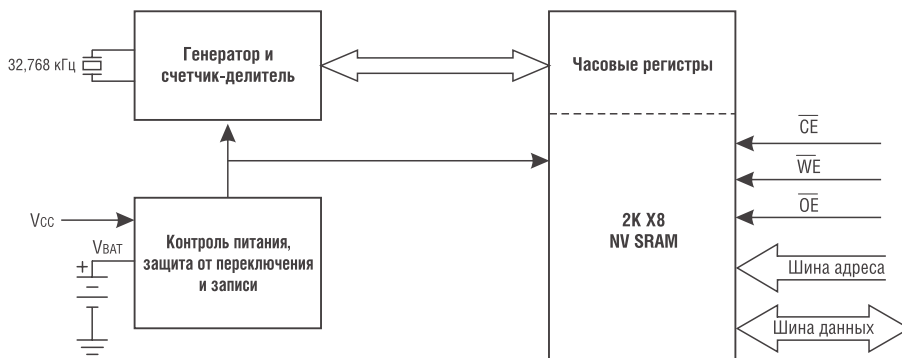 32,768 кГц
Генератор и
счетчик-делитель
Часовые регистры
CE
WE
OE
2K X8
NV SRAM
Vcc
VBAT
+
Контроль питания,
защита от переключения
и записи
Шина адреса
Шина данных